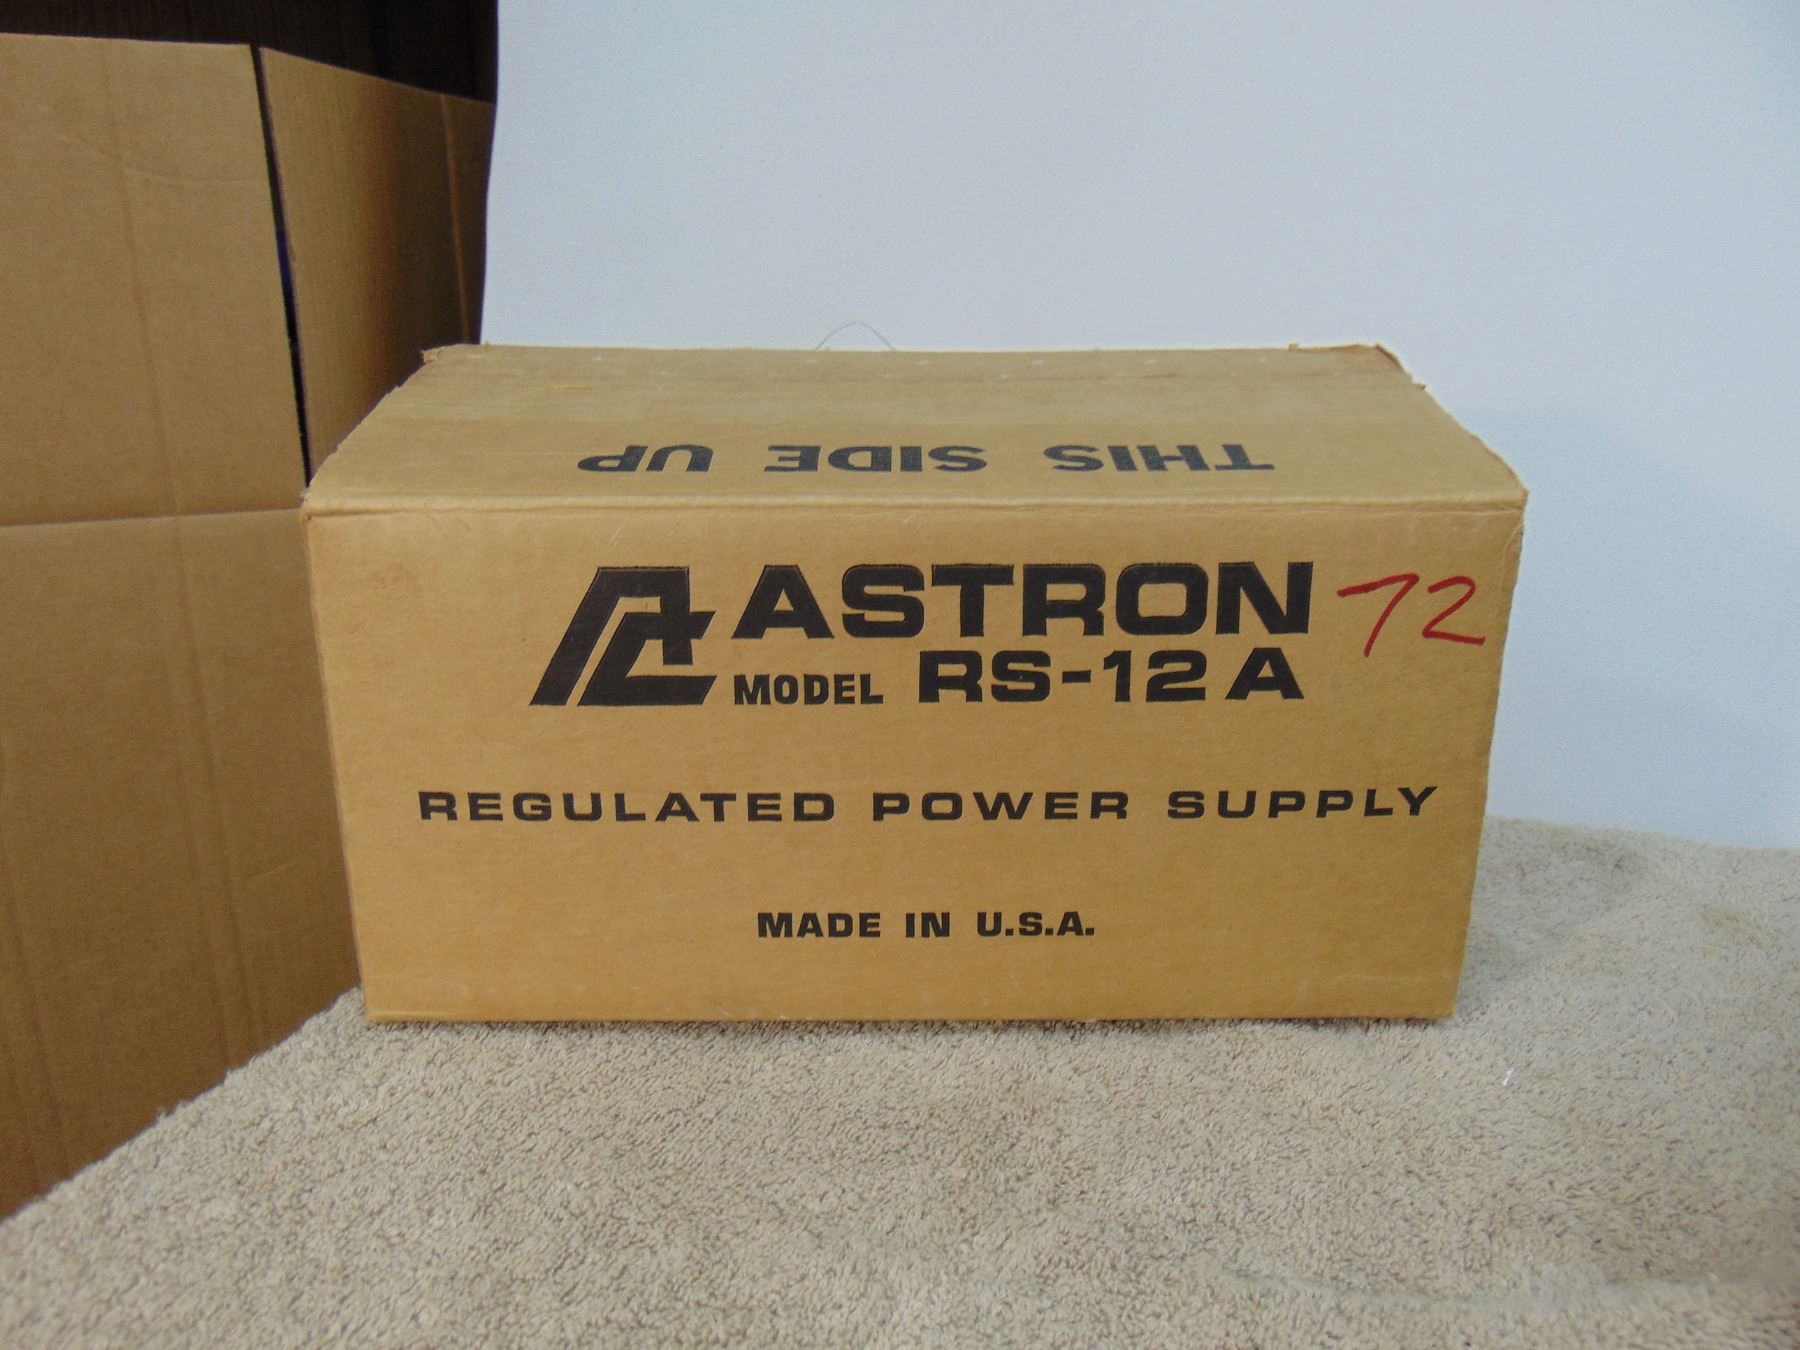 THIS SIDE UP
ASTRON 72
MODEL RS-12A
REGULATED POWER SUPPLY
MADE IN U.S.A.